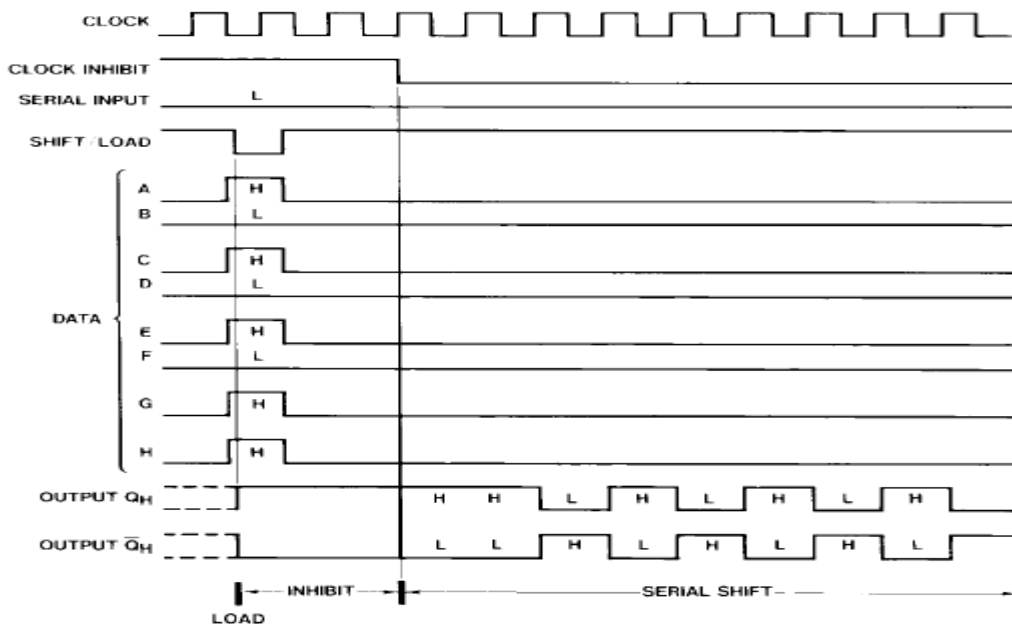 CLOCK
CLOCK INHIBIT
SERIAL INPUT L
SHIFT/LOAD
DATA
A H
B L
C H
D L
E H
F L
G H
H H
OUTPUT QH H H L H L H L H
OUTPUT Q̅H L L H L H L H L
INHIBIT SERIAL SHIFT
LOAD